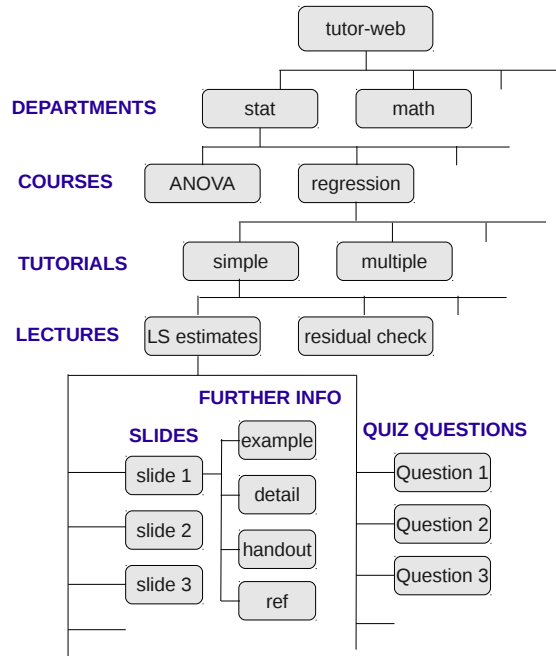 tutor-web
DEPARTMENTS
stat
math
COURSES
ANOVA
regression
TUTORIALS
simple
multiple
LECTURES
LS estimates
residual check
FURTHER INFO
SLIDES
QUIZ QUESTIONS
example
slide 1
Question 1
detail
slide 2
Question 2
handout
slide 3
Question 3
ref